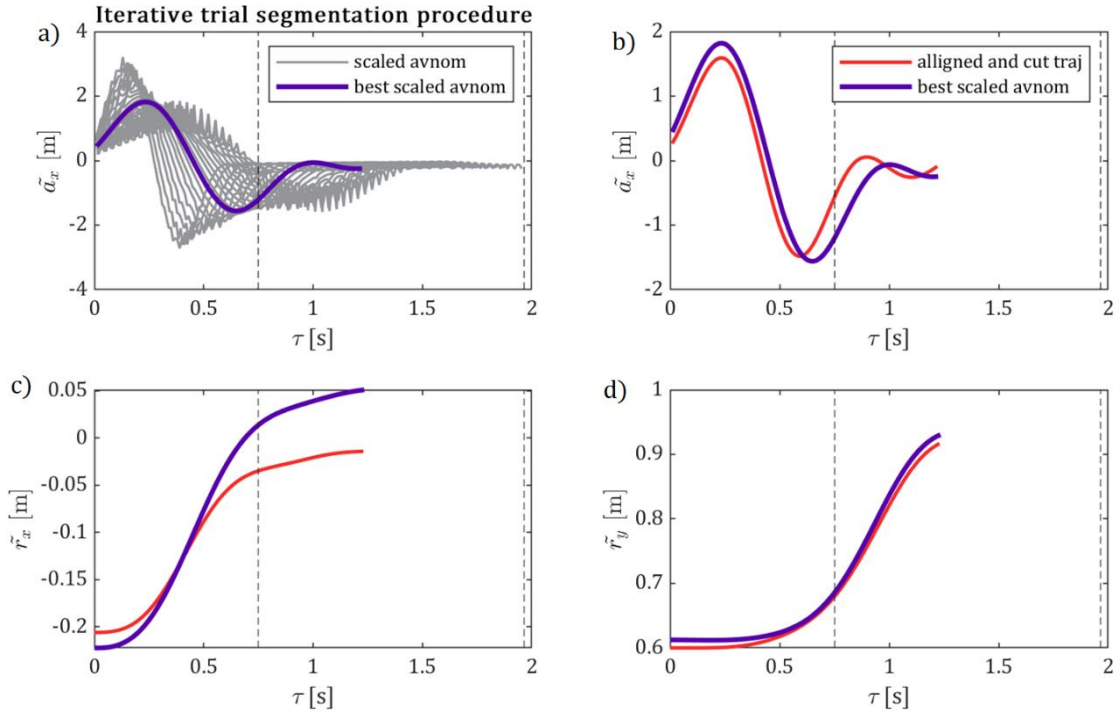 Iterative trial segmentation procedure
a)
scaled avnom
best scaled avnom
4
2
0
-2
-4
ã_x [m]
0 0.5 1 1.5 2
τ [s]
b)
alligned and cut traj
best scaled avnom
2
1
0
-1
-2
ã_x [m]
0 0.5 1 1.5 2
τ [s]
c)
0.05
0
-0.05
-0.1
-0.15
-0.2
r̃_x [m]
0 0.5 1 1.5 2
τ [s]
d)
1
0.9
0.8
0.7
0.6
r̃_y [m]
0 0.5 1 1.5 2
τ [s]